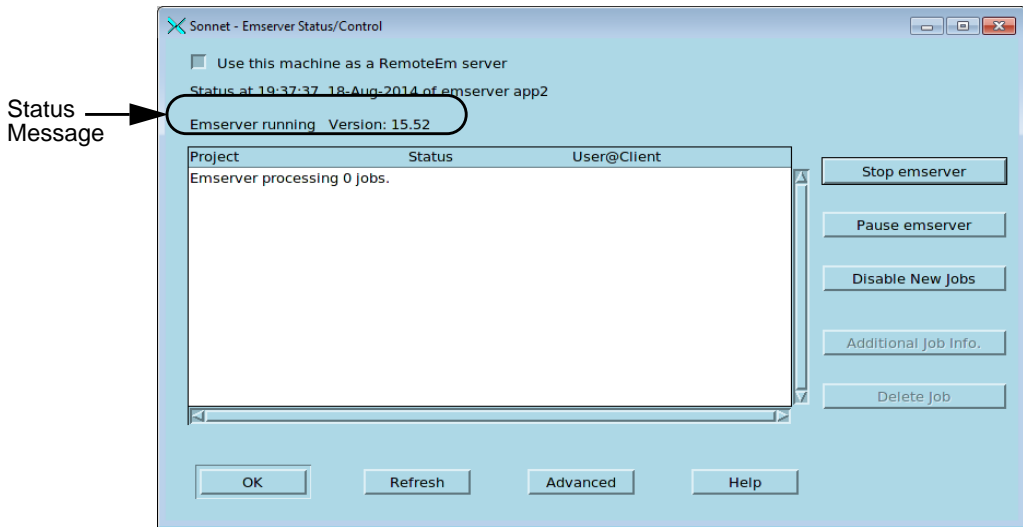 Sonnet - Emserver Status/Control
Use this machine as a RemoteEm server
Status at 19:37:37 18-Aug-2014 of emserver app2
Status
Message
Emserver running Version: 15.52
Project Status User@Client
Emserver processing 0 jobs.
Stop emserver
Pause emserver
Disable New Jobs
Additional Job Info.
Delete Job
OK Refresh Advanced Help